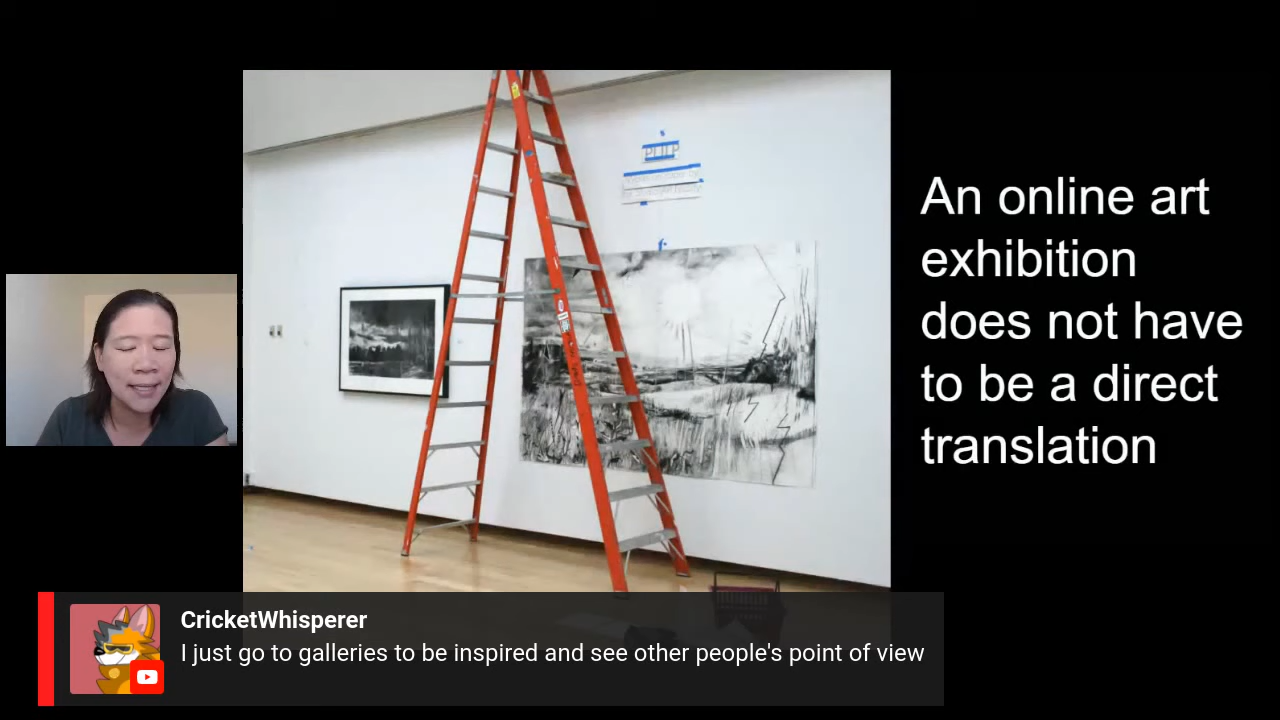 PULP
An online art
exhibition
does not have
to be a direct
translation
CricketWhisperer
I just go to galleries to be inspired and see other people's point of view